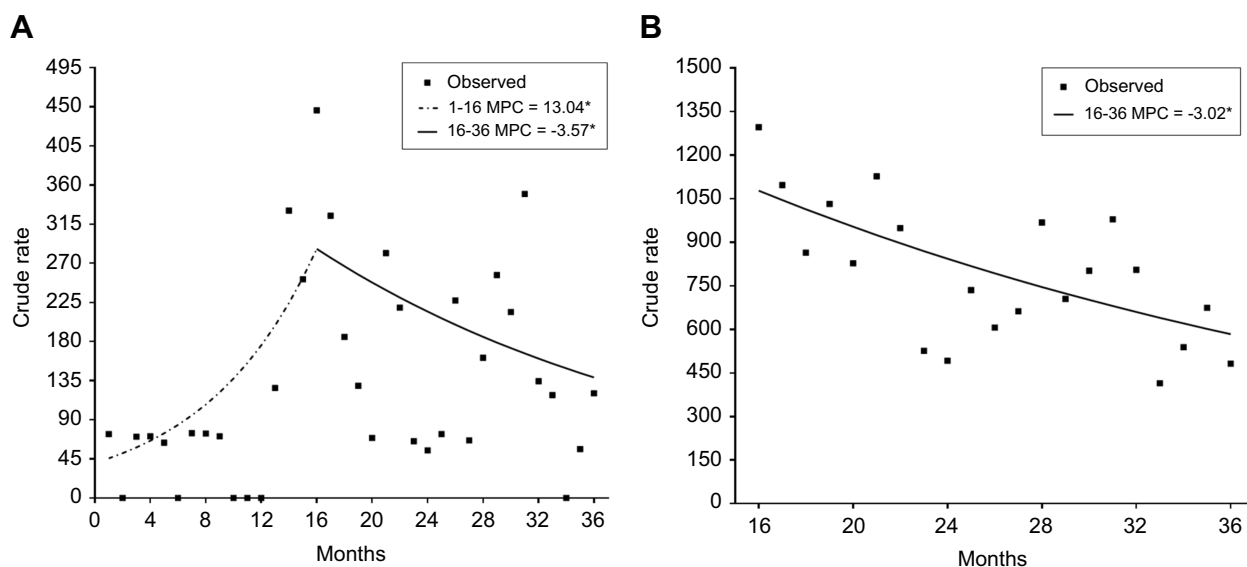 A
Crude rate
495
450
405
360
315
270
225
180
135
90
45
0
Observed
1-16 MPC = 13.04*
16-36 MPC = -3.57*
0 4 8 12 16 20 24 28 32 36
Months
B
Crude rate
1500
1350
1200
1050
900
750
600
450
300
150
0
Observed
16-36 MPC = -3.02*
16 20 24 28 32 36
Months